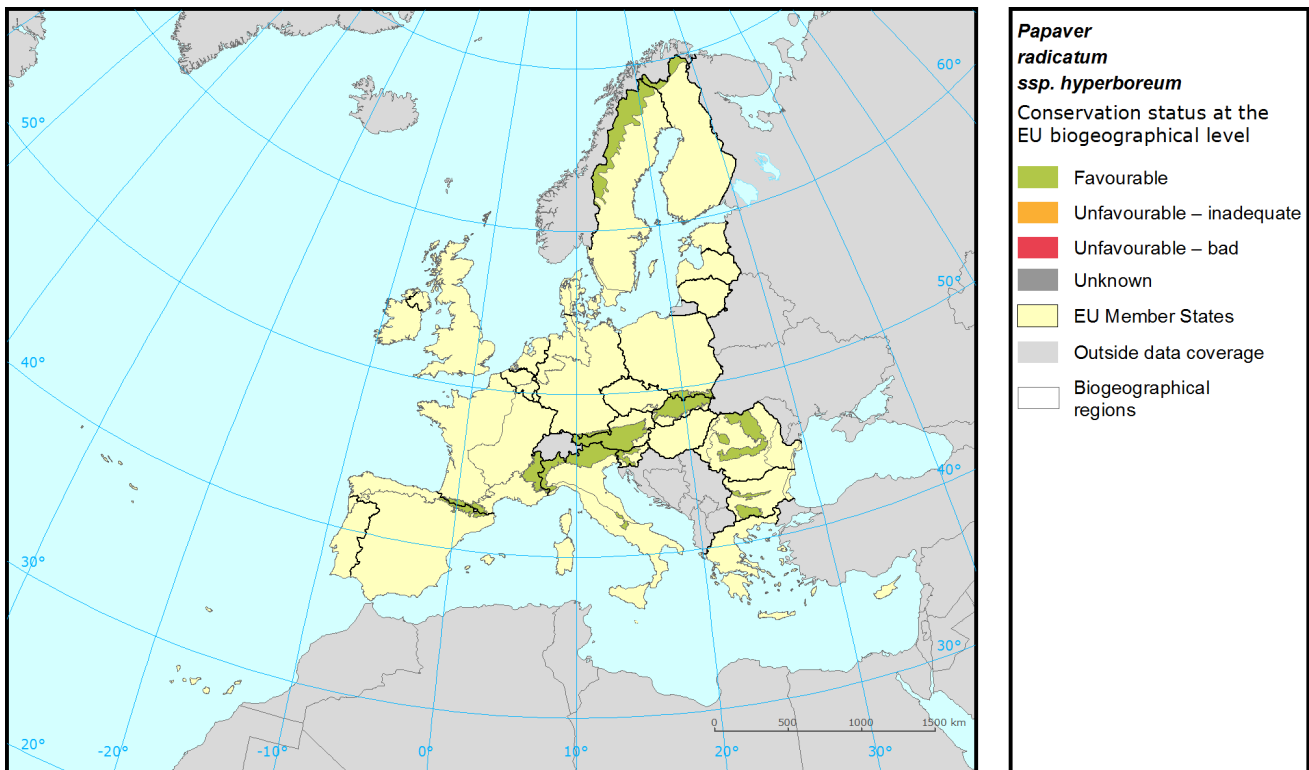 60°
50°
50°
40°
40°
30°
30°
20°
-20°
-10°
0°
10°
20°
30°
0 500 1000 1500 km
Papaver
radicatum
ssp. hyperboreum
Conservation status at the
EU biogeographical level
Favourable
Unfavourable – inadequate
Unfavourable – bad
Unknown
EU Member States
Outside data coverage
Biogeographical
regions